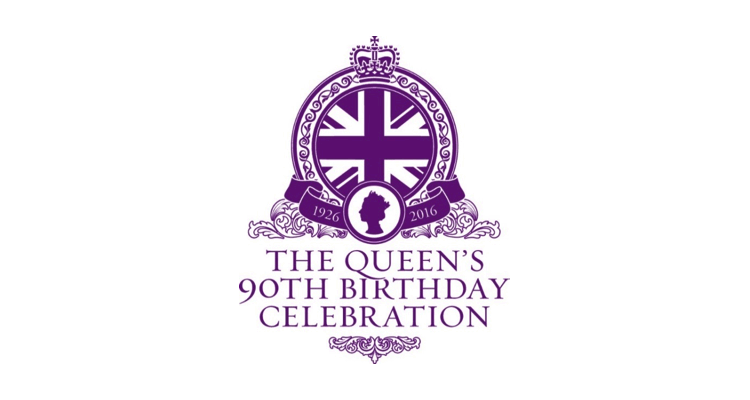 1926 2016
THE QUEEN'S
90TH BIRTHDAY
CELEBRATION